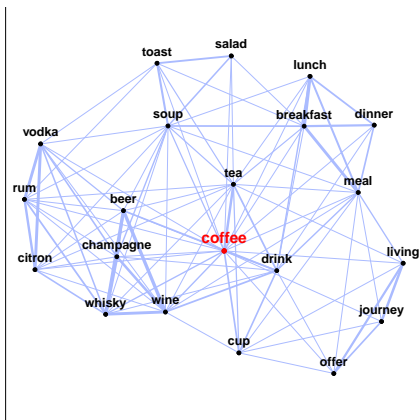 salad
toast
lunch
soup
breakfast
dinner
vodka
tea
meal
rum
beer
coffee
champagne
living
citron
drink
whisky
wine
journey
cup
offer